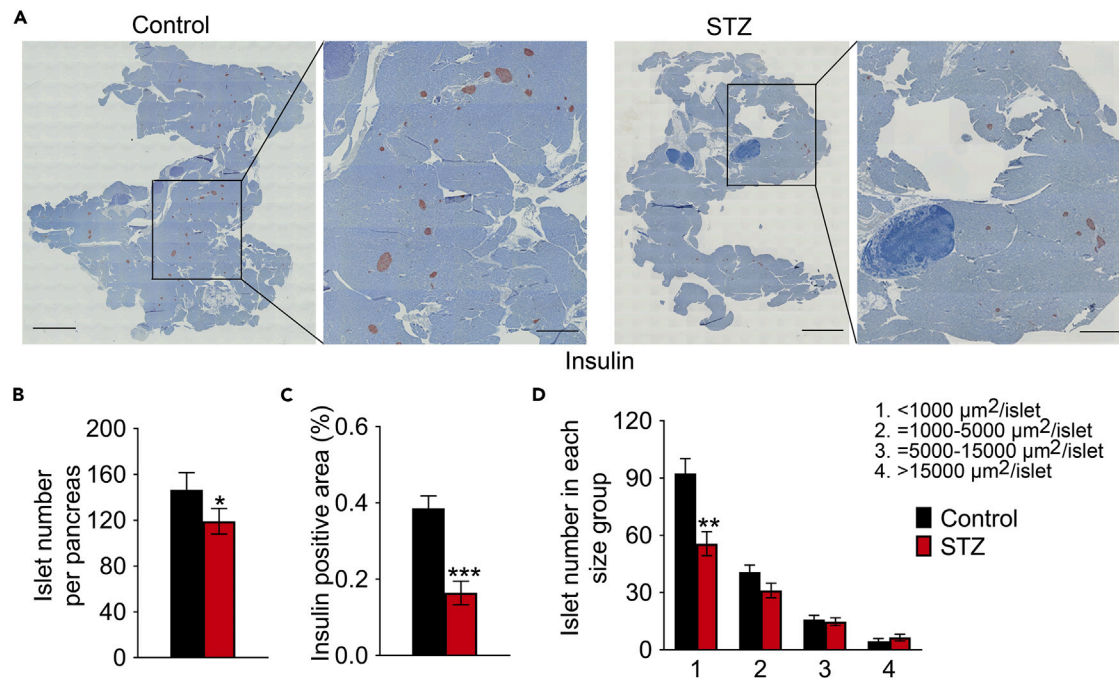 A
Control
STZ
Insulin
B
Islet number
per pancreas
200
160
120
80
40
0
*
C
Insulin positive area (%)
0.6
0.4
0.2
0.0
***
D
Islet number in each
size group
120
90
60
30
0
**
1
2
3
4
1. <1000 µm²/islet
2. =1000-5000 µm²/islet
3. =5000-15000 µm²/islet
4. >15000 µm²/islet
Control
STZ